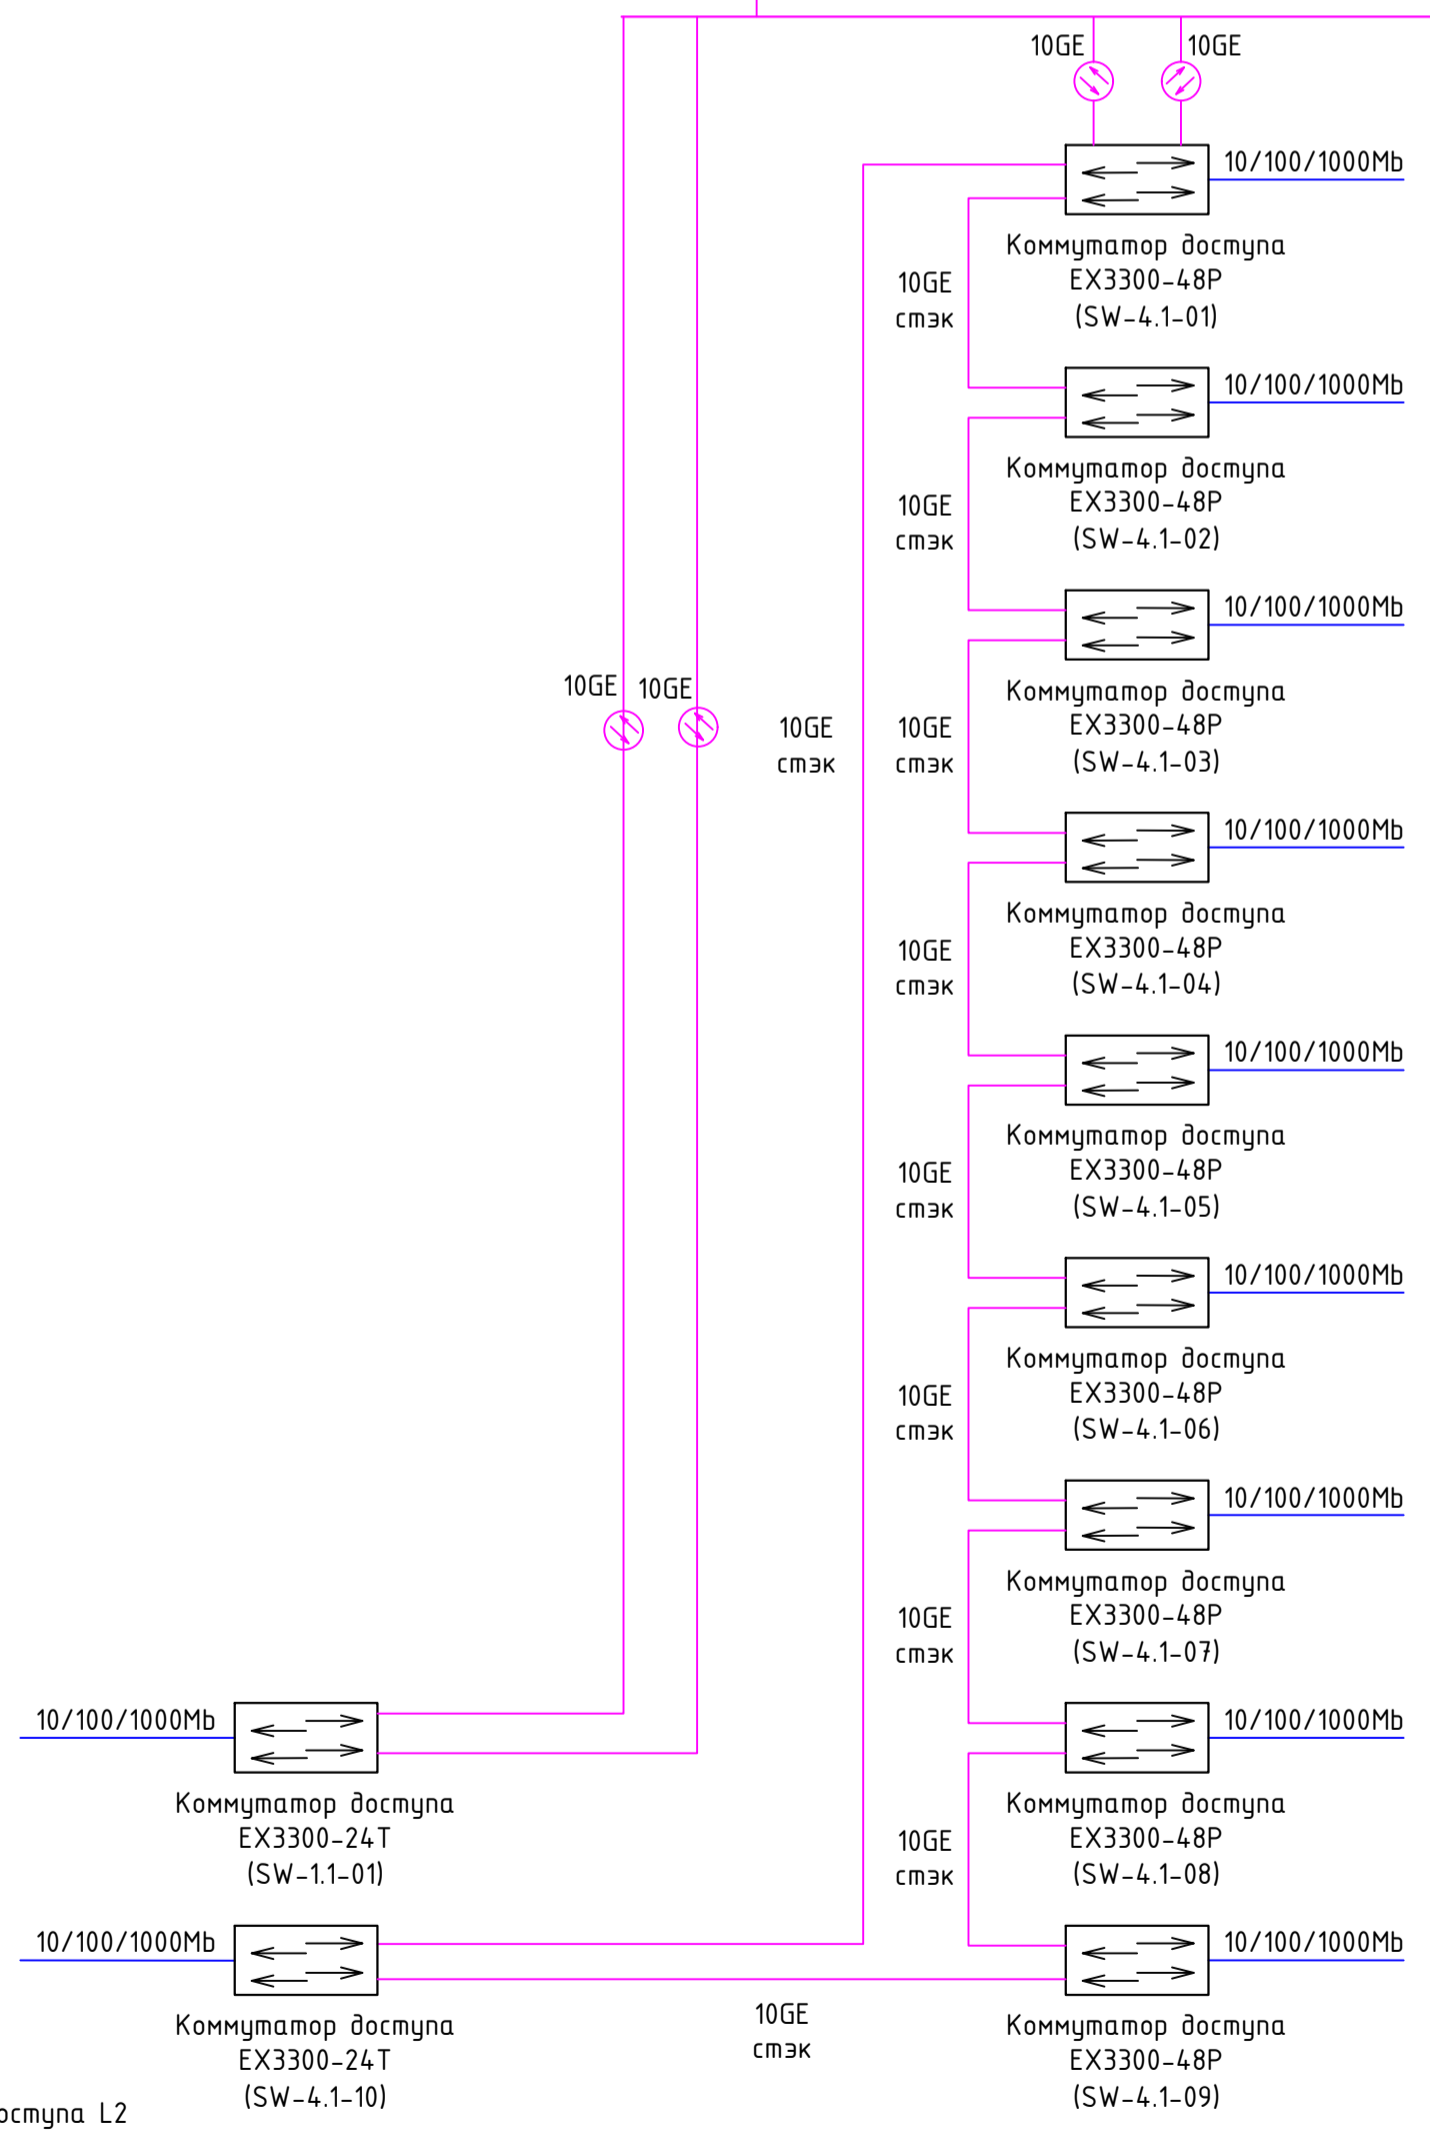 10GE
10GE
10/100/1000Mb
Коммутатор доступа
EX3300-48P
(SW-4.1-01)
10GE
стэк
10/100/1000Mb
Коммутатор доступа
EX3300-48P
(SW-4.1-02)
10GE
стэк
10/100/1000Mb
Коммутатор доступа
EX3300-48P
(SW-4.1-03)
10GE
10GE
10GE
стэк
10GE
стэк
10/100/1000Mb
Коммутатор доступа
EX3300-48P
(SW-4.1-04)
10GE
стэк
10/100/1000Mb
Коммутатор доступа
EX3300-48P
(SW-4.1-05)
10GE
стэк
10/100/1000Mb
Коммутатор доступа
EX3300-48P
(SW-4.1-06)
10GE
стэк
10/100/1000Mb
Коммутатор доступа
EX3300-48P
(SW-4.1-07)
10GE
стэк
10/100/1000Mb
Коммутатор доступа
EX3300-24T
(SW-1.1-01)
10/100/1000Mb
Коммутатор доступа
EX3300-48P
(SW-4.1-08)
10GE
стэк
10/100/1000Mb
Коммутатор доступа
EX3300-24T
(SW-4.1-10)
10GE
стэк
10/100/1000Mb
Коммутатор доступа
EX3300-48P
(SW-4.1-09)
оступа L2